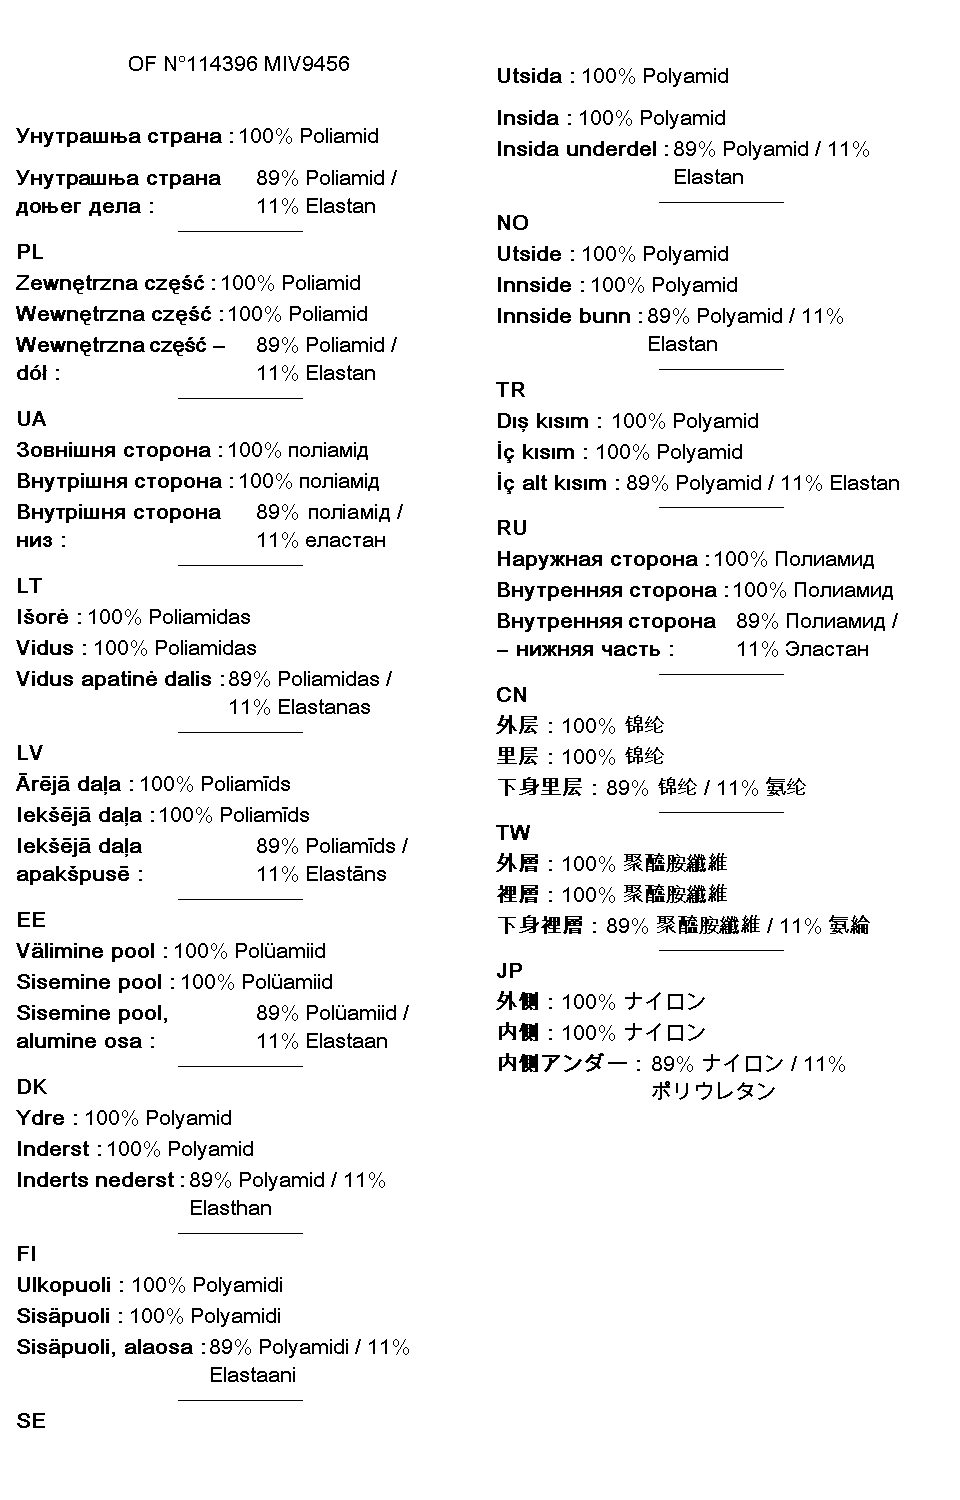 OF N°114396 MIV9456
Унутрашња страна : 100% Poliamid
Унутрашња страна 89% Poliamid /
доњег дела : 11% Elastan
PL
Zewnętrzna część : 100% Poliamid
Wewnętrzna część : 100% Poliamid
Wewnętrzna część – 89% Poliamid /
dół : 11% Elastan
UA
Зовнішня сторона : 100% поліамід
Внутрішня сторона : 100% поліамід
Внутрішня сторона 89% поліамід /
низ : 11% еластан
LT
Išorė : 100% Poliamidas
Vidus : 100% Poliamidas
Vidus apatinė dalis : 89% Poliamidas /
11% Elastanas
LV
Ārējā daļa : 100% Poliamīds
Iekšējā daļa : 100% Poliamīds
Iekšējā daļa 89% Poliamīds /
apakšpusē : 11% Elastāns
EE
Välimine pool : 100% Polüamiid
Sisemine pool : 100% Polüamiid
Sisemine pool, 89% Polüamiid /
alumine osa : 11% Elastaan
DK
Ydre : 100% Polyamid
Inderst : 100% Polyamid
Inderts nederst : 89% Polyamid / 11%
Elasthan
FI
Ulkopuoli : 100% Polyamidi
Sisäpuoli : 100% Polyamidi
Sisäpuoli, alaosa : 89% Polyamidi / 11%
Elastaani
SE
Utsida : 100% Polyamid
Insida : 100% Polyamid
Insida underdel : 89% Polyamid / 11%
Elastan
NO
Utside : 100% Polyamid
Innside : 100% Polyamid
Innside bunn : 89% Polyamid / 11%
Elastan
TR
Dış kısım : 100% Polyamid
İç kısım : 100% Polyamid
İç alt kısım : 89% Polyamid / 11% Elastan
RU
Наружная сторона : 100% Полиамид
Внутренняя сторона : 100% Полиамид
Внутренняя сторона 89% Полиамид /
– нижняя часть : 11% Эластан
CN
外层 : 100% 锦纶
里层 : 100% 锦纶
下身里层 : 89% 锦纶 / 11% 氨纶
TW
外層 : 100% 聚醯胺纖維
裡層 : 100% 聚醯胺纖維
下身裡層 : 89% 聚醯胺纖維 / 11% 氨綸
JP
外側 : 100% ナイロン
内側 : 100% ナイロン
内側アンダー : 89% ナイロン / 11%
ポリウレタン